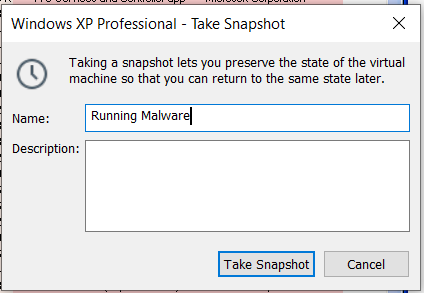 Windows XP Professional - Take Snapshot
Taking a snapshot lets you preserve the state of the virtual
machine so that you can return to the same state later.
Name:
Running Malware
Description:
Take Snapshot
Cancel